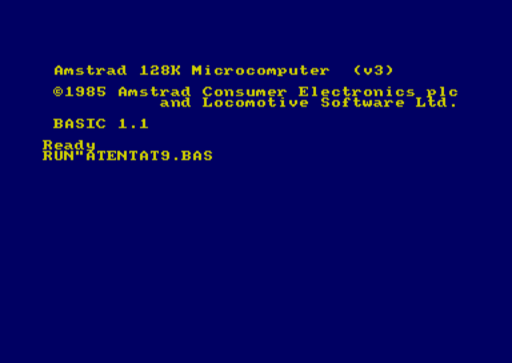 Amstrad 128K Microcomputer (v3)
©1985 Amstrad Consumer Electronics plc
and Locomotive Software Ltd.
BASIC 1.1
Ready
RUN"ATENTAT9.BAS